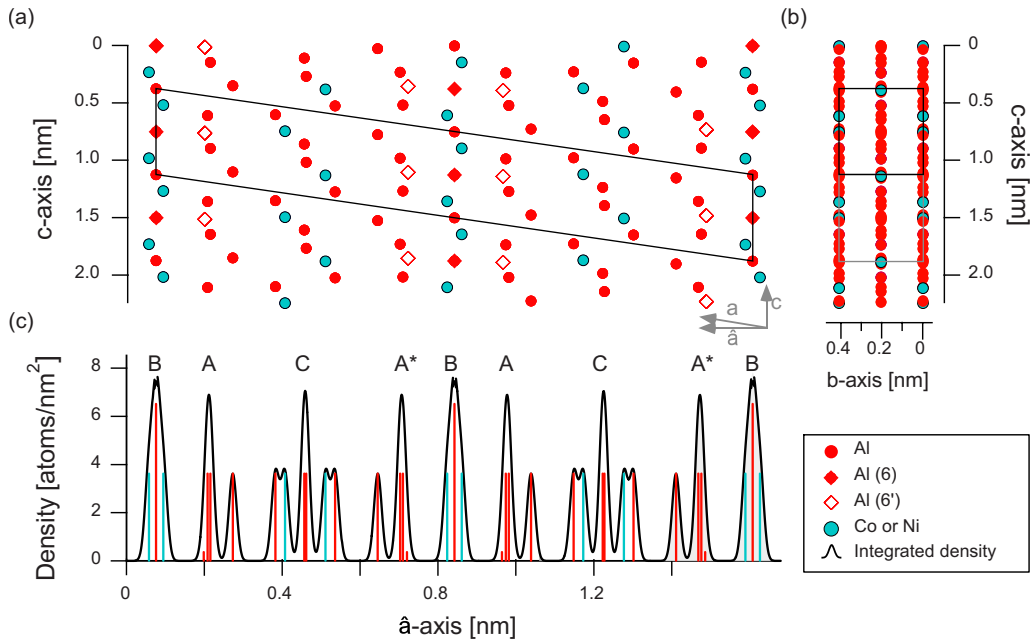 (a)
(b)
0
0.5
1.0
1.5
2.0
c-axis [nm]
a
c
â
0
0.5
1.0
1.5
2.0
c-axis [nm]
0.4
0.2
0
b-axis [nm]
(c)
B
A
C
A*
B
A
C
A*
B
8
6
4
2
0
Density [atoms/nm²]
0
0.4
0.8
1.2
â-axis [nm]
Al
Al (6)
Al (6')
Co or Ni
Integrated density